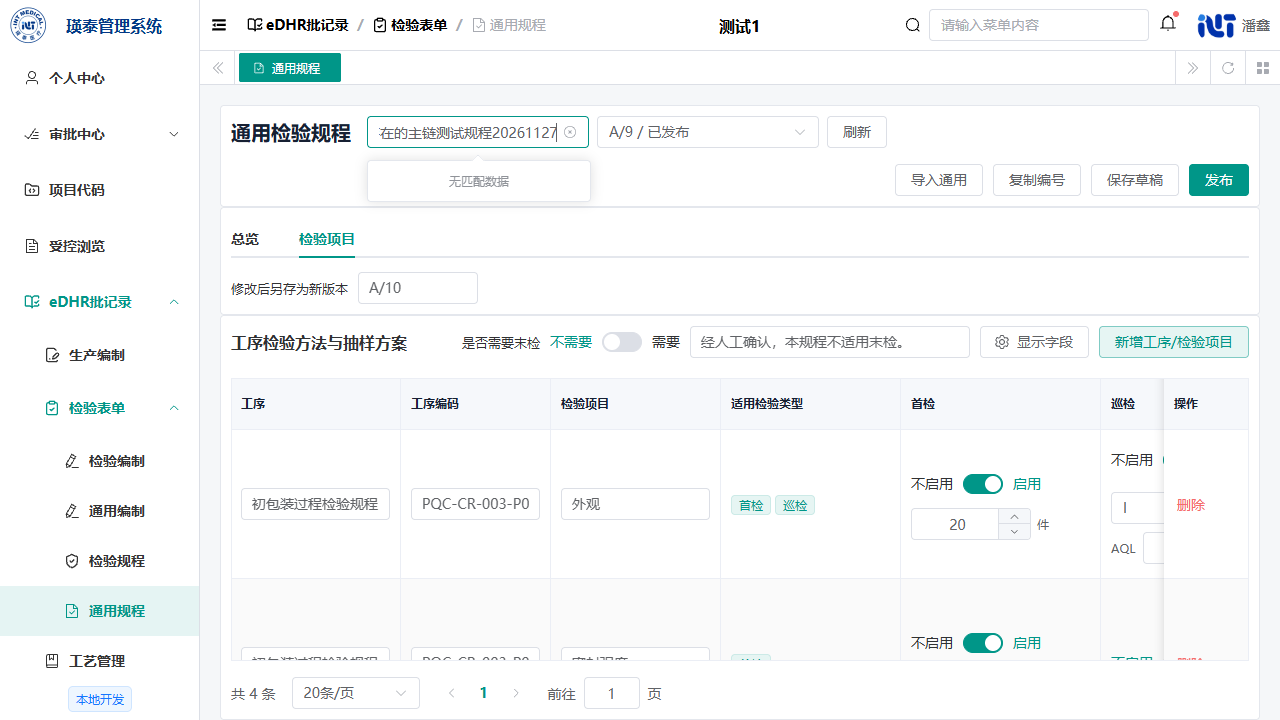 瑛泰管理系统
eDHR批记录 / 检验表单 / 通用规程
测试1
请输入菜单内容
潘鑫
个人中心
审批中心
项目代码
受控浏览
eDHR批记录
生产编制
检验表单
检验编制
通用编制
检验规程
通用规程
工艺管理
本地开发
通用规程
通用检验规程
在的主链测试规程20261127
A/9 / 已发布
刷新
无匹配数据
导入通用
复制编号
保存草稿
发布
总览
检验项目
修改后另存为新版本
A/10
工序检验方法与抽样方案
是否需要末检 不需要 需要
经人工确认，本规程不适用末检。
显示字段
新增工序/检验项目
工序 工序编码 检验项目 适用检验类型 首检 巡检 操作
初包装过程检验规程 PQC-CR-003-P0 外观 首检 巡检
不启用 启用
20 件
不启用
I
AQL
删除
不启用 启用
共 4 条
20条/页
1
前往 1 页